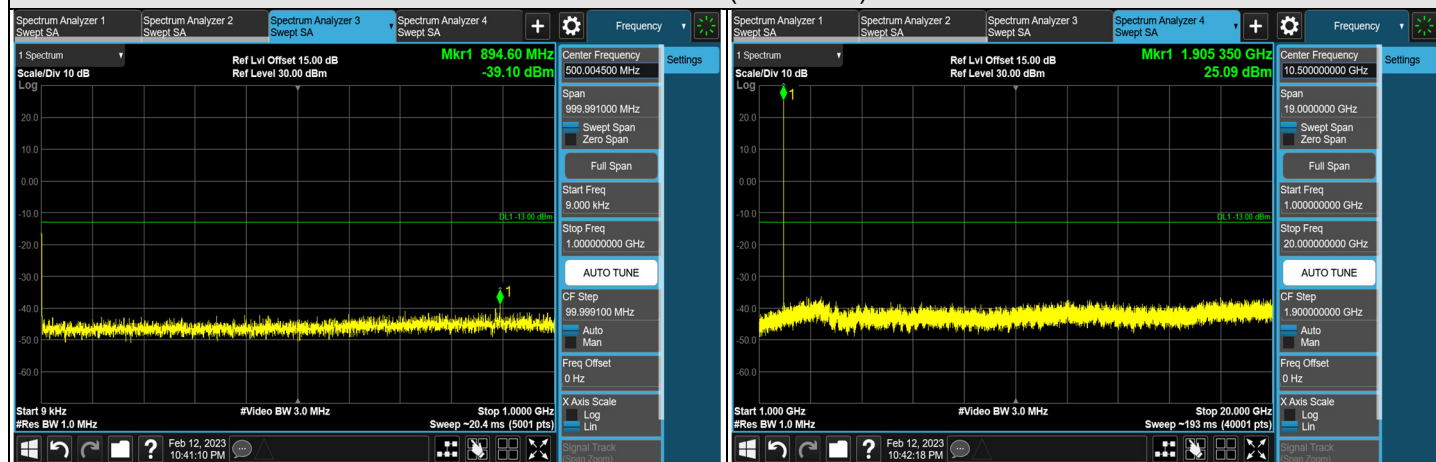 Spectrum Analyzer 1
Swept SA
Spectrum Analyzer 2
Swept SA
Spectrum Analyzer 3
Swept SA
Spectrum Analyzer 4
Swept SA
Frequency
1 Spectrum
Scale/Div 10 dB
Log
Ref Lvl Offset 15.00 dB
Ref Level 30.00 dBm
Mkr1 894.60 MHz
-39.10 dBm
1
20.0
10.0
0.00
-10.0
-20.0
-30.0
-40.0
-50.0
-60.0
DL1 -13.00 dBm
1
Start 9 kHz
#Res BW 1.0 MHz
#Video BW 3.0 MHz
Stop 1.0000 GHz
Sweep ~20.4 ms (5001 pts)
Center Frequency
500.004500 MHz
Settings
Span
999.991000 MHz
Swept Span
Zero Span
Full Span
Start Freq
9.000 kHz
Stop Freq
1.000000000 GHz
AUTO TUNE
CF Step
99.999100 MHz
Auto
Man
Freq Offset
0 Hz
X Axis Scale
Log
Lin
Signal Track
(Span Zoom)
Feb 12, 2023
10:41:10 PM
Spectrum Analyzer 1
Swept SA
Spectrum Analyzer 2
Swept SA
Spectrum Analyzer 3
Swept SA
Spectrum Analyzer 4
Swept SA
Frequency
1 Spectrum
Scale/Div 10 dB
Log
Ref Lvl Offset 15.00 dB
Ref Level 30.00 dBm
Mkr1 1.905 350 GHz
25.09 dBm
1
20.0
10.0
0.00
-10.0
-20.0
-30.0
-40.0
-50.0
-60.0
DL1 -13.00 dBm
Start 1.000 GHz
#Res BW 1.0 MHz
#Video BW 3.0 MHz
Stop 20.000 GHz
Sweep ~193 ms (40001 pts)
Center Frequency
10.500000000 GHz
Settings
Span
19.0000000 GHz
Swept Span
Zero Span
Full Span
Start Freq
1.000000000 GHz
Stop Freq
20.000000000 GHz
AUTO TUNE
CF Step
1.900000000 GHz
Auto
Man
Freq Offset
0 Hz
X Axis Scale
Log
Lin
Signal Track
(Span Zoom)
Feb 12, 2023
10:42:18 PM